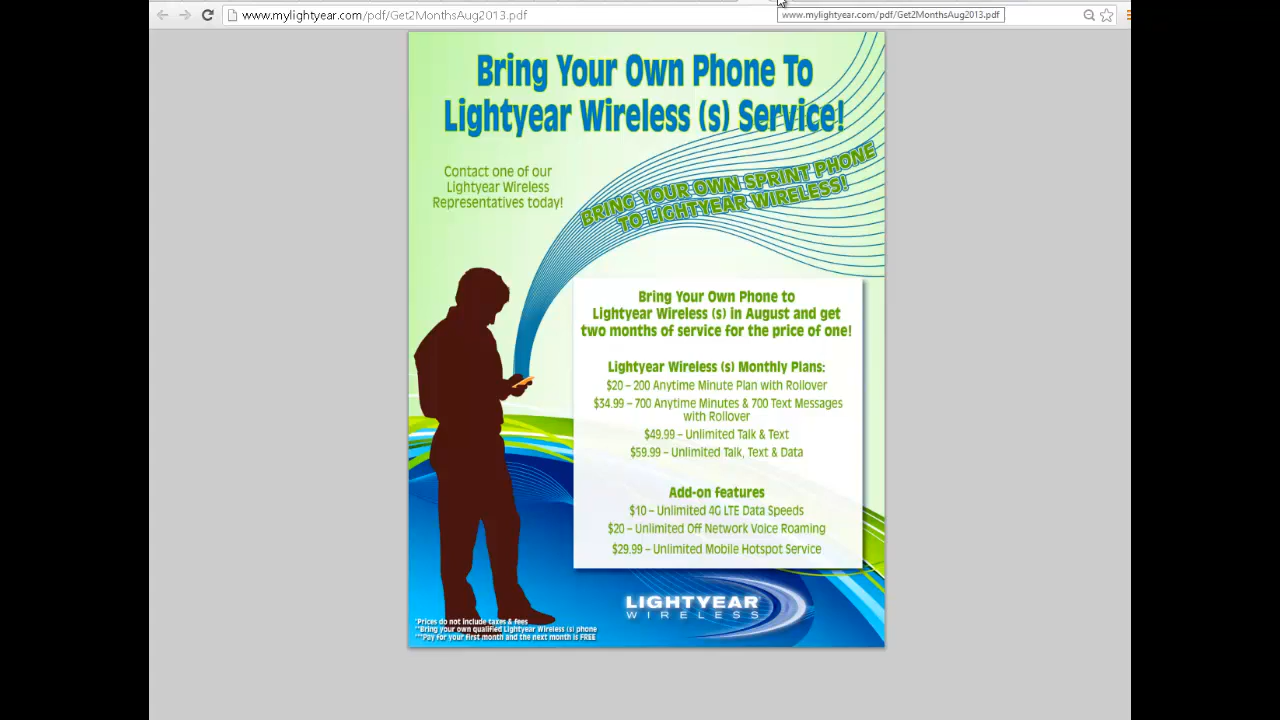 www.mylightyear.com/pdf/Get2MonthsAug2013.pdf
www.mylightyear.com/pdf/Get2MonthsAug2013.pdf
Bring Your Own Phone To
Lightyear Wireless (s) Service!
Contact one of our
Lightyear Wireless
Representatives today!
BRING YOUR OWN SPRINT PHONE
TO LIGHTYEAR WIRELESS!
Bring Your Own Phone to
Lightyear Wireless (s) in August and get
two months of service for the price of one!
Lightyear Wireless (s) Monthly Plans:
$20 – 200 Anytime Minute Plan with Rollover
$34.99 – 700 Anytime Minutes & 700 Text Messages
with Rollover
$49.99 – Unlimited Talk & Text
$59.99 – Unlimited Talk, Text & Data
Add-on features
$10 – Unlimited 4G LTE Data Speeds
$20 – Unlimited Off Network Voice Roaming
$29.99 – Unlimited Mobile Hotspot Service
LIGHTYEAR
WIRELESS
*Prices do not include taxes & fees
**Bring your own qualified Lightyear Wireless (s) phone
***Pay for your first month and the next month is FREE